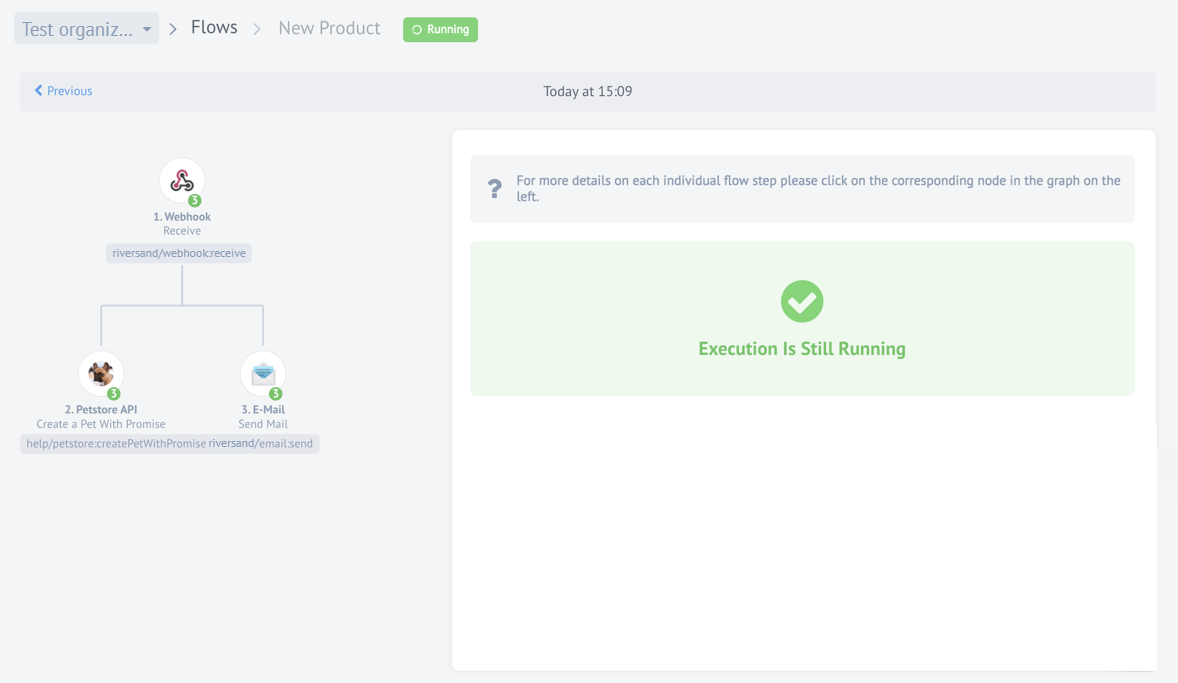 Test organiz...
Flows
New Product
Running
Previous
Today at 15:09
3
1. Webhook
Receive
riversand/webhook:receive
3
2. Petstore API
Create a Pet With Promise
help/petstore:createPetWithPromise
3
3. E-Mail
Send Mail
riversand/email:send
?
For more details on each individual flow step please click on the corresponding node in the graph on the
left.
Execution Is Still Running